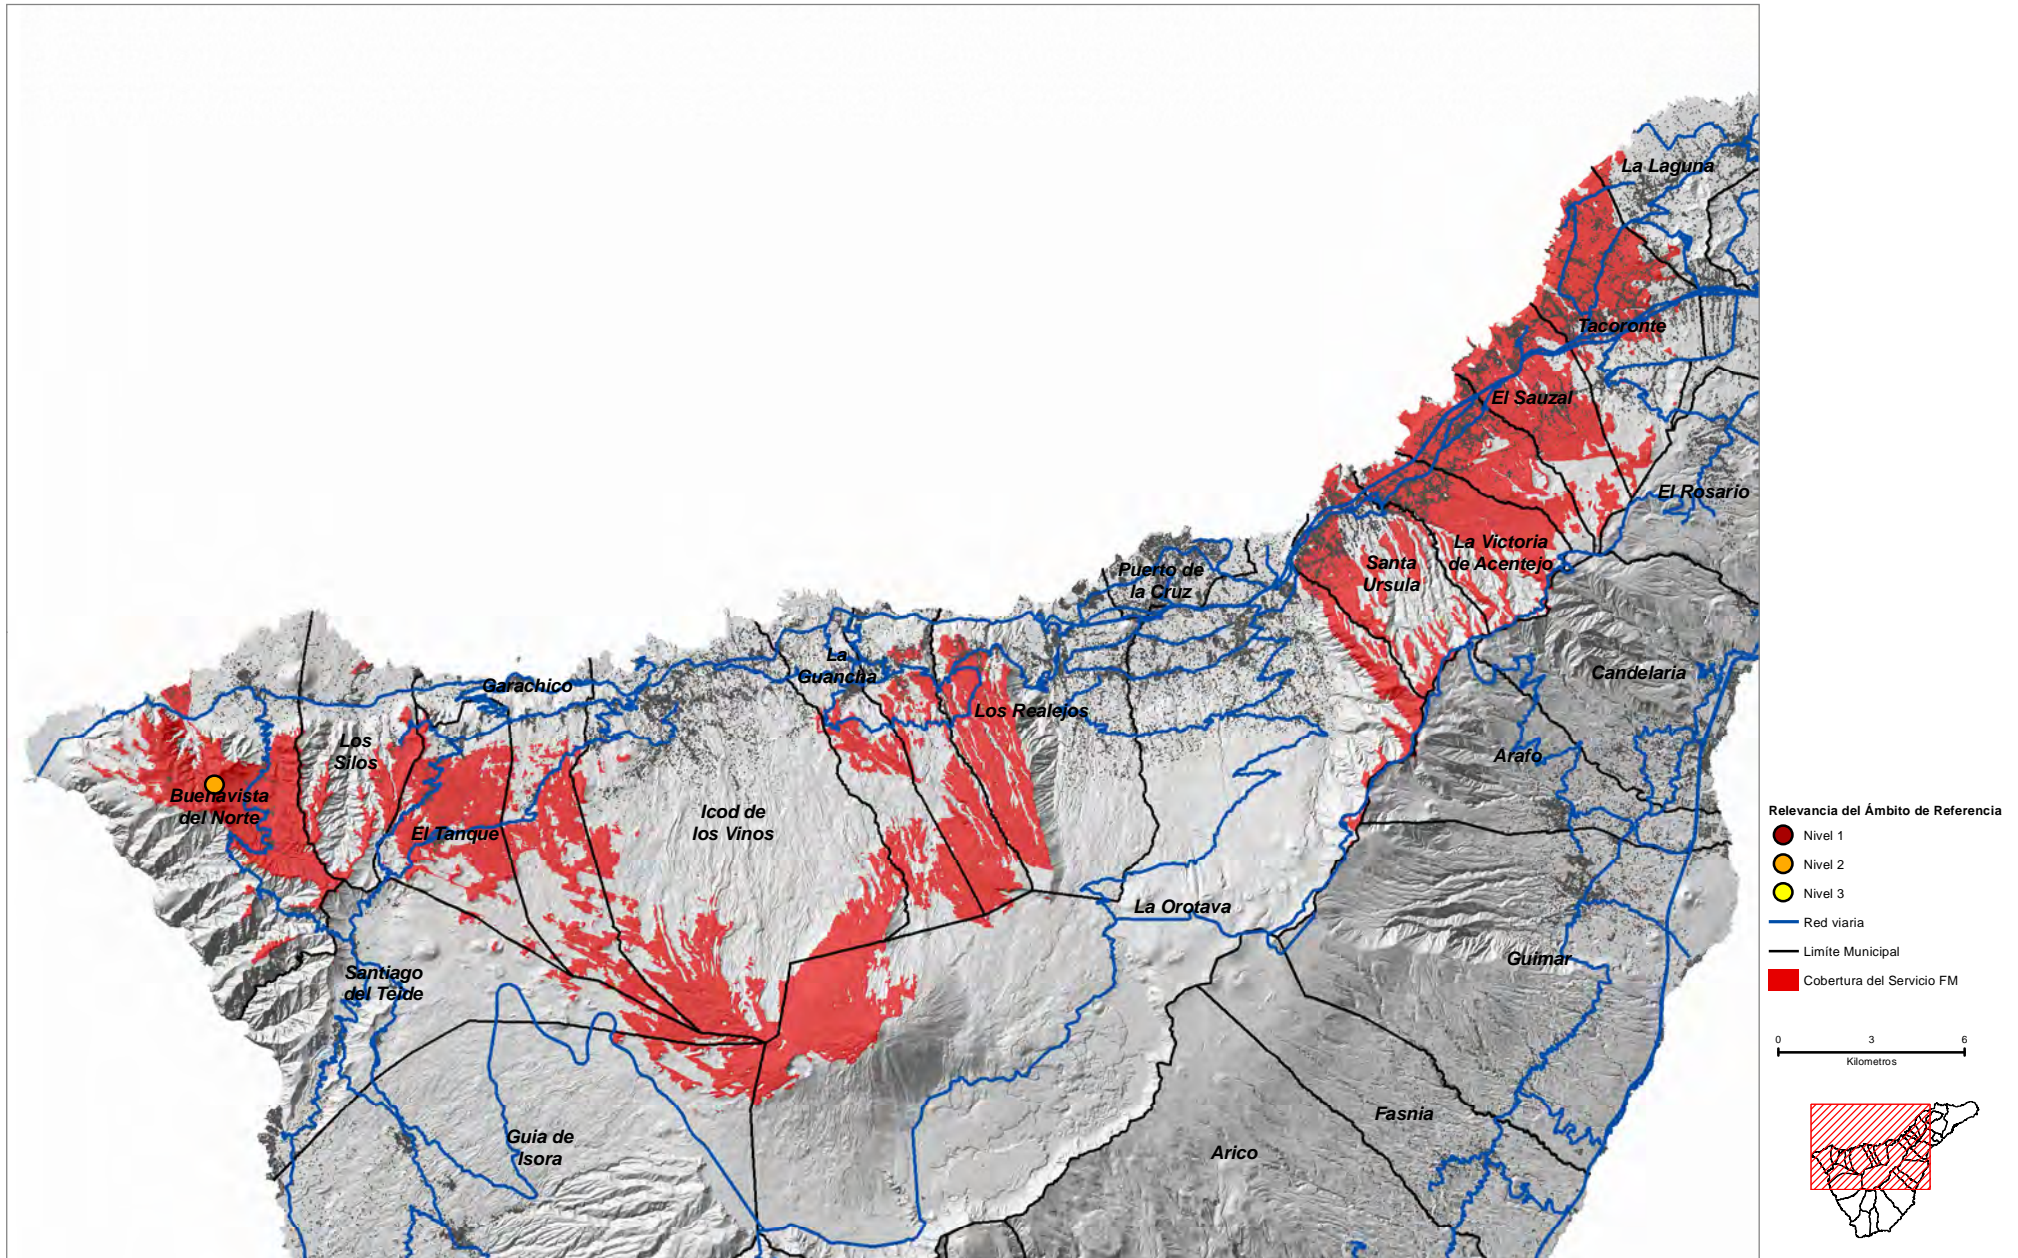 La Laguna
Tacoronte
El Sauzal
El Rosario
La Victoria
de Acentejo
Santa
Ursula
Puerto de
la Cruz
Candelaria
La
Guancha
Garachico
Los Realejos
Los
Silos
Arafo
Buenavista
del Norte
El Tanque
Icod de
los Vinos
La Orotava
Guimar
Santiago
del Teide
Fasnia
Guia de
Isora
Arico
Relevancia del Ámbito de Referencia
Nivel 1
Nivel 2
Nivel 3
Red viaria
Limíte Municipal
Cobertura del Servicio FM
0 3 6
Kilometros